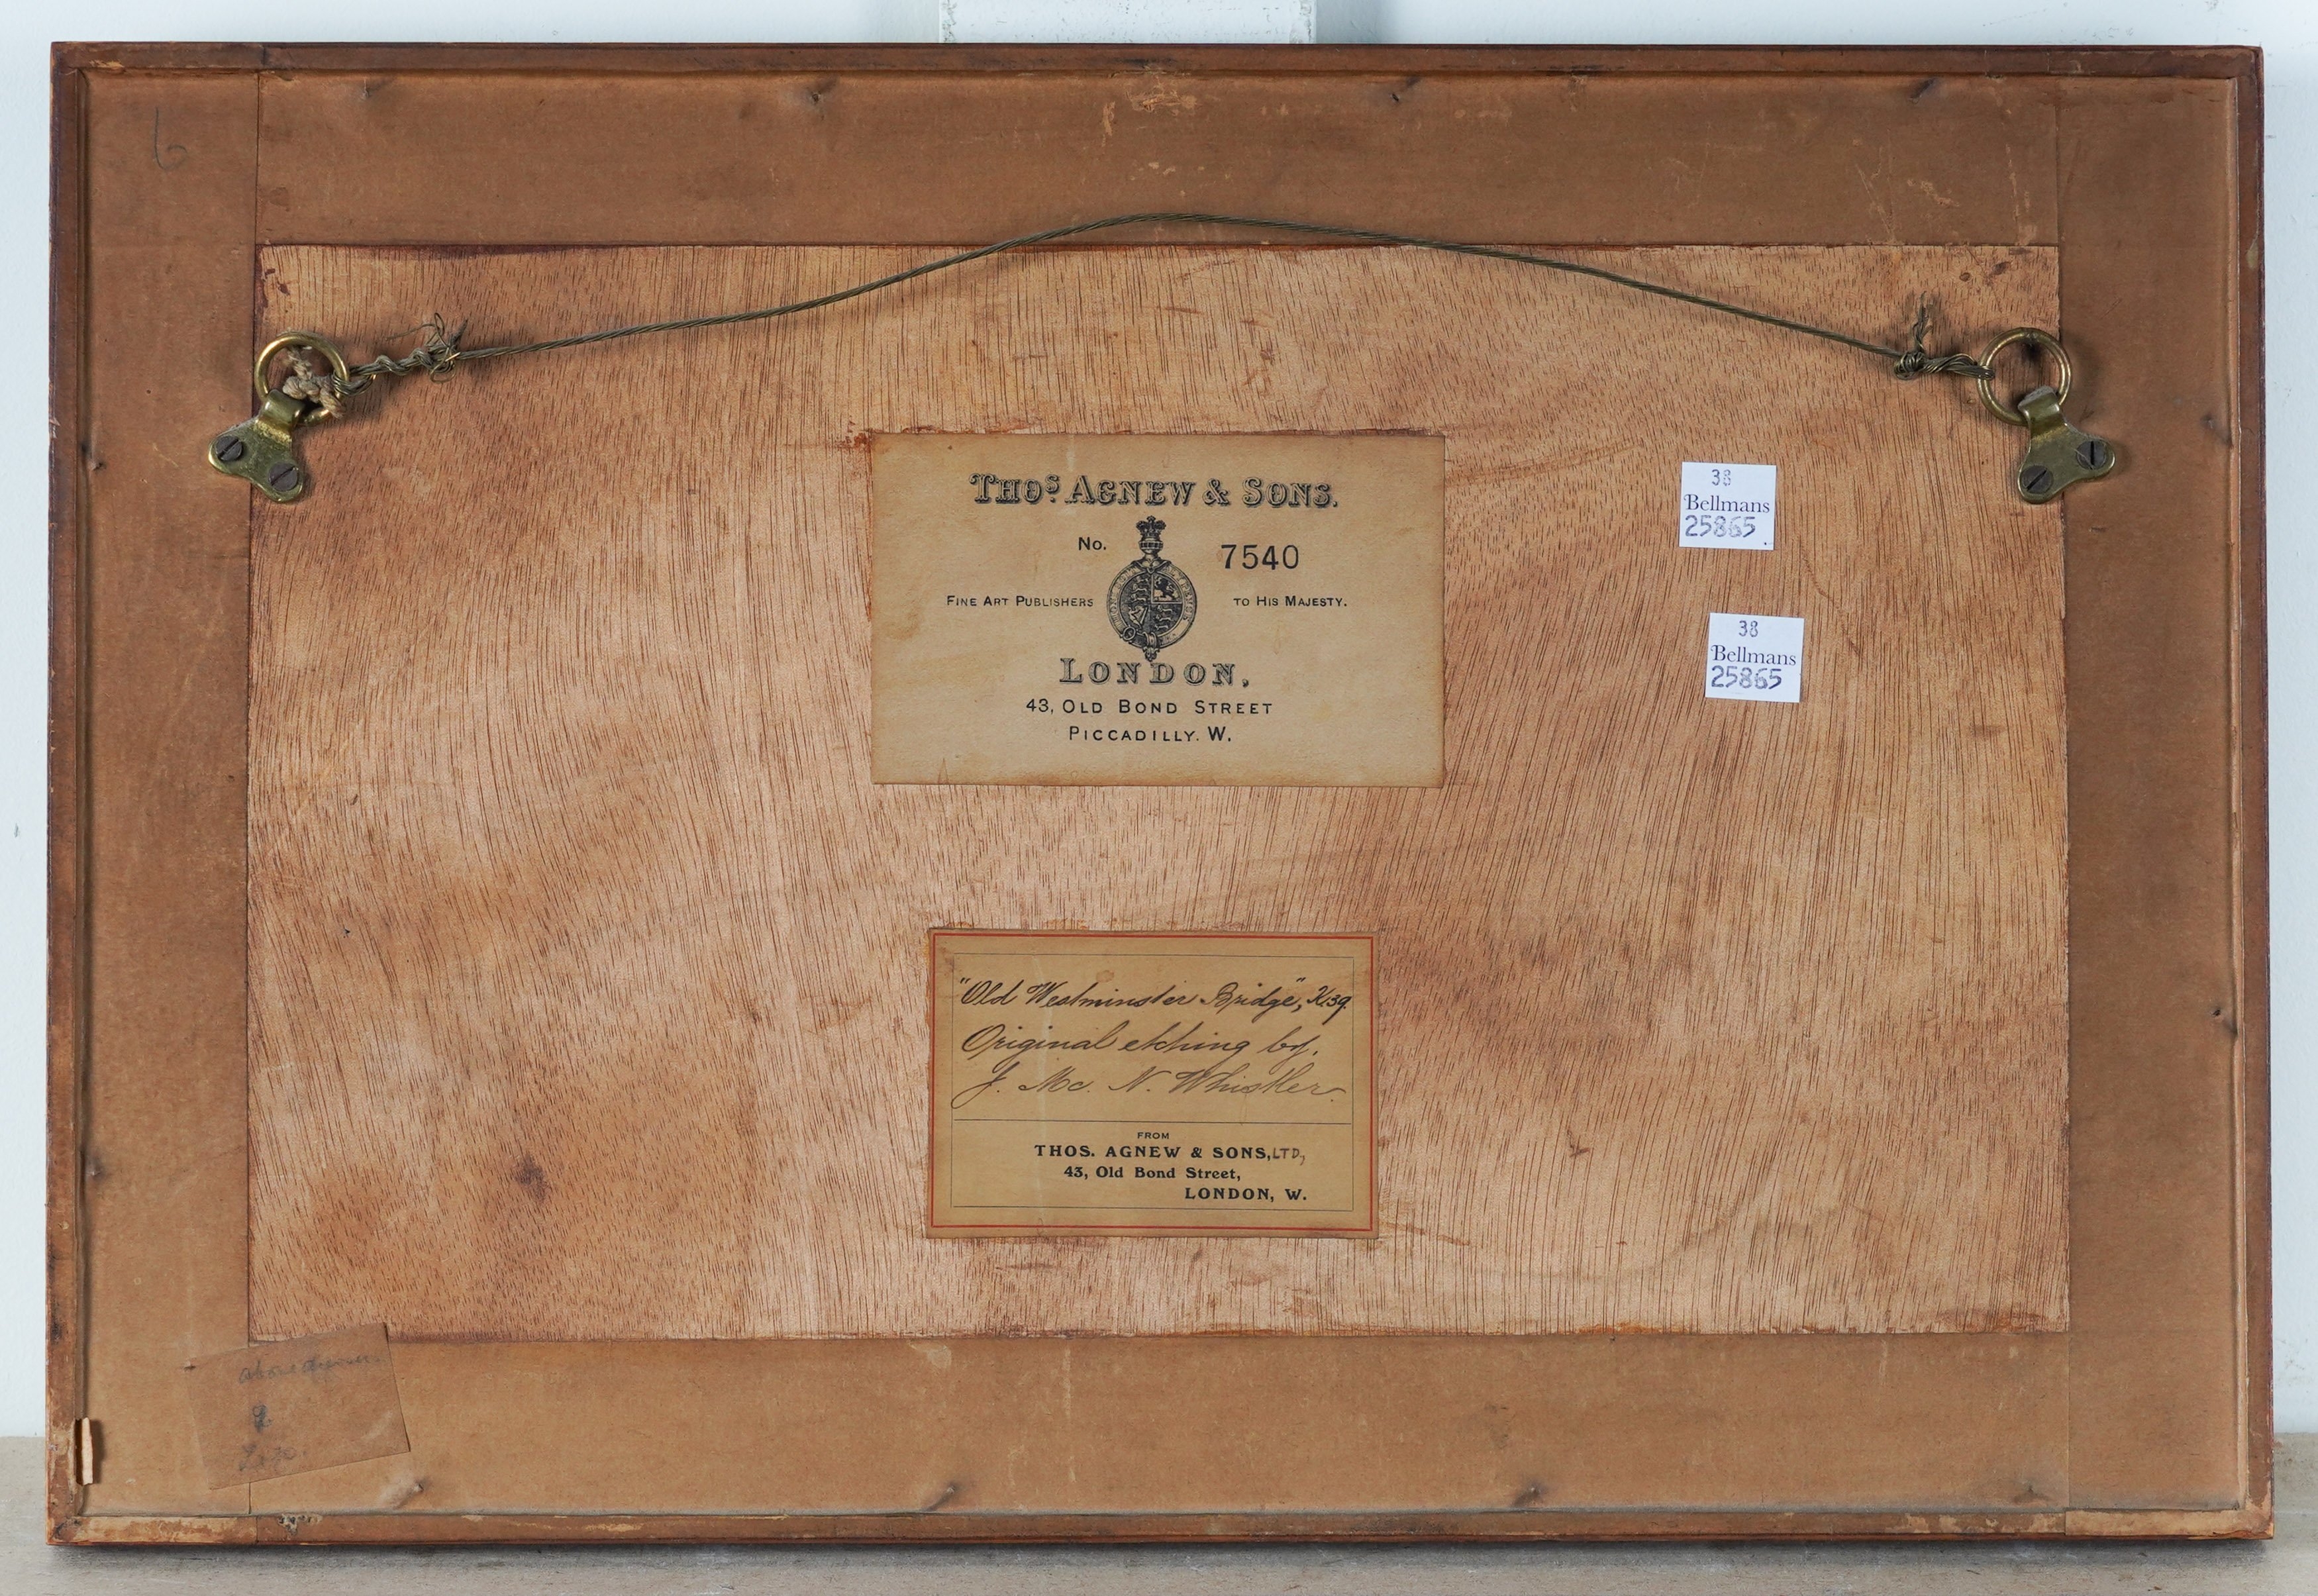 6
THOS. AGNEW & SONS.
No. 7540
FINE ART PUBLISHERS TO HIS MAJESTY.
LONDON,
43, OLD BOND STREET
PICCADILLY. W.
38
Bellmans
25865
38
Bellmans
25865
"Old Westminster Bridge", K39.
Original etching by.
J. Mc. N. Whistler.
FROM
THOS. AGNEW & SONS, LTD,
43, Old Bond Street,
LONDON, W.